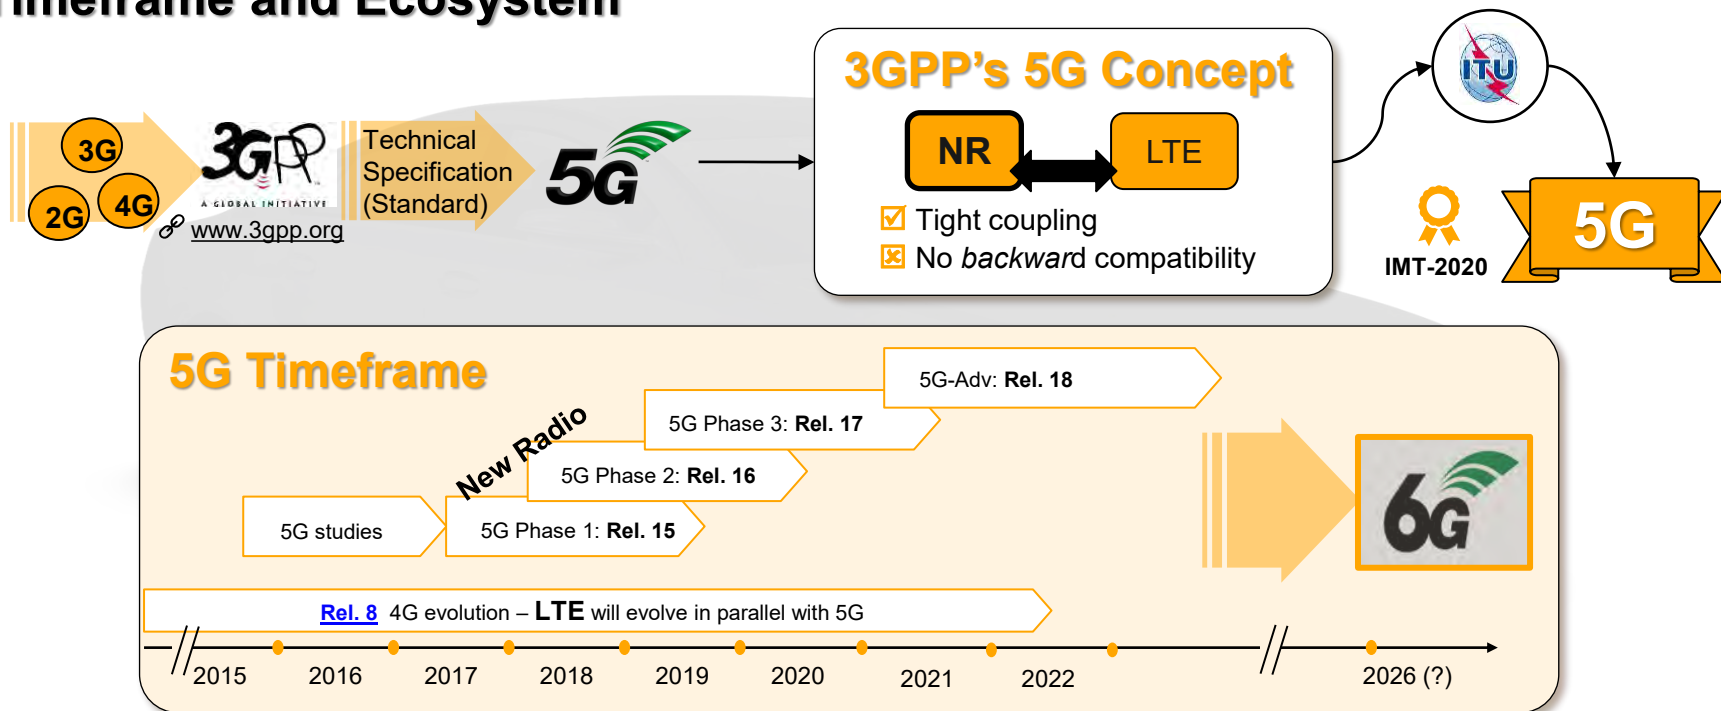 Timeframe and Ecosystem
3G
2G
4G
3GPP
A GLOBAL INITIATIVE
www.3gpp.org
Technical
Specification
(Standard)
5G
3GPP's 5G Concept
NR
LTE
Tight coupling
No backward compatibility
ITU
IMT-2020
5G
5G Timeframe
5G-Adv: Rel. 18
5G Phase 3: Rel. 17
New Radio
5G Phase 2: Rel. 16
5G studies
5G Phase 1: Rel. 15
6G
Rel. 8 4G evolution – LTE will evolve in parallel with 5G
2015 2016 2017 2018 2019 2020 2021 2022 2026 (?)